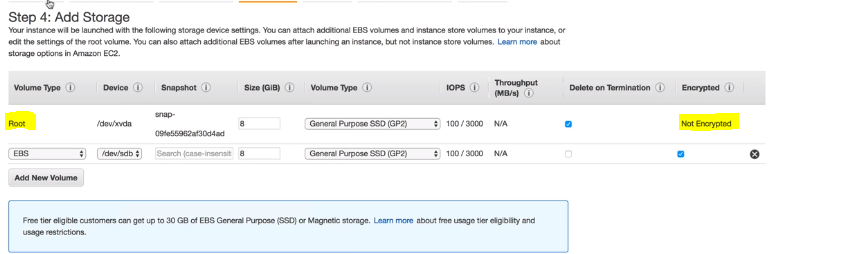 Step 4: Add Storage
Your instance will be launched with the following storage device settings. You can attach additional EBS volumes and instance store volumes to your instance, or
edit the settings of the root volume. You can also attach additional EBS volumes after launching an instance, but not instance store volumes. Learn more about
storage options in Amazon EC2.
Volume Type Device Snapshot Size (GiB) Volume Type IOPS Throughput (MB/s) Delete on Termination Encrypted
Root /dev/xvda snap-09fe55962af30d4ad 8 General Purpose SSD (GP2) 100 / 3000 N/A Not Encrypted
EBS /dev/sdb Search (case-insensit 8 General Purpose SSD (GP2) 100 / 3000 N/A
Add New Volume
Free tier eligible customers can get up to 30 GB of EBS General Purpose (SSD) or Magnetic storage. Learn more about free usage tier eligibility and
usage restrictions.